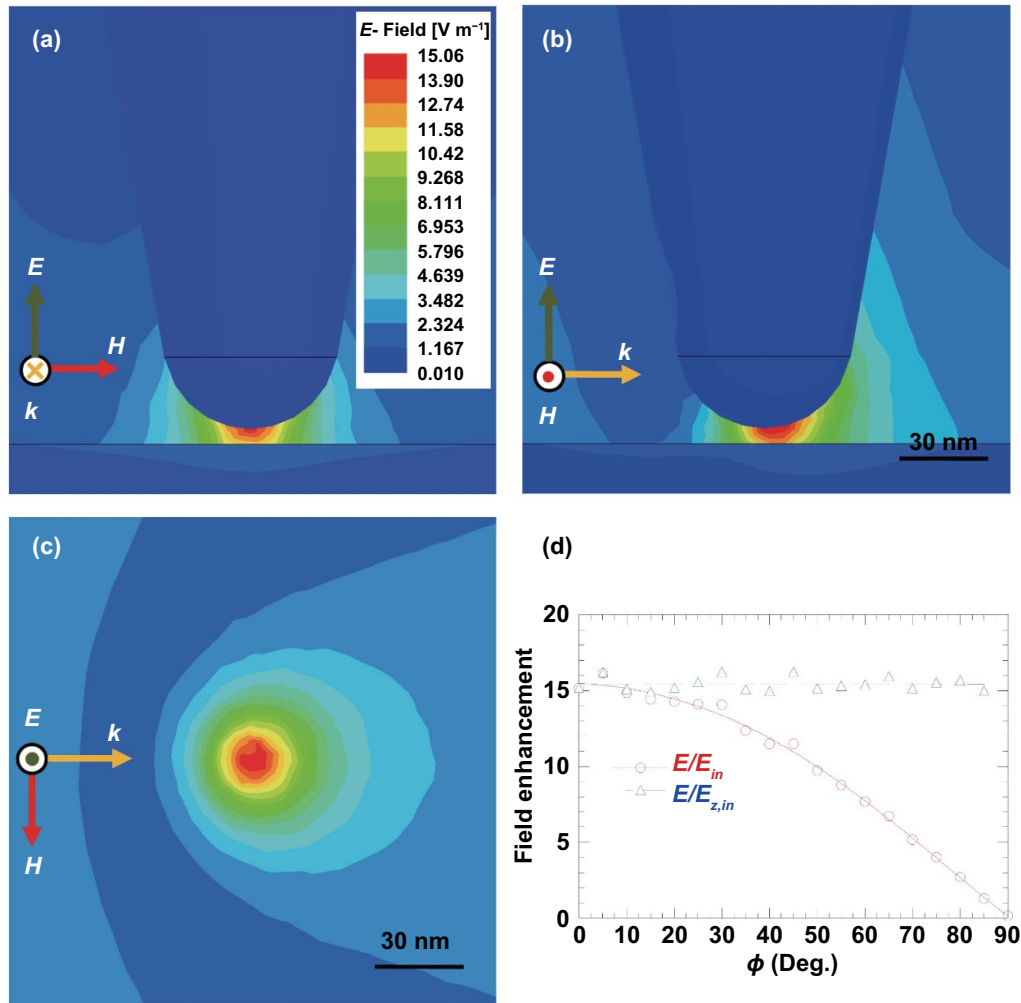 (a)
E- Field [V m⁻¹]
15.06
13.90
12.74
11.58
10.42
9.268
8.111
6.953
5.796
4.639
3.482
2.324
1.167
0.010
E
H
k
(b)
E
k
H
30 nm
(c)
E
k
H
30 nm
(d)
Field enhancement
20
15
10
5
0
E/E_in
E/E_z,in
0 10 20 30 40 50 60 70 80 90
ϕ (Deg.)